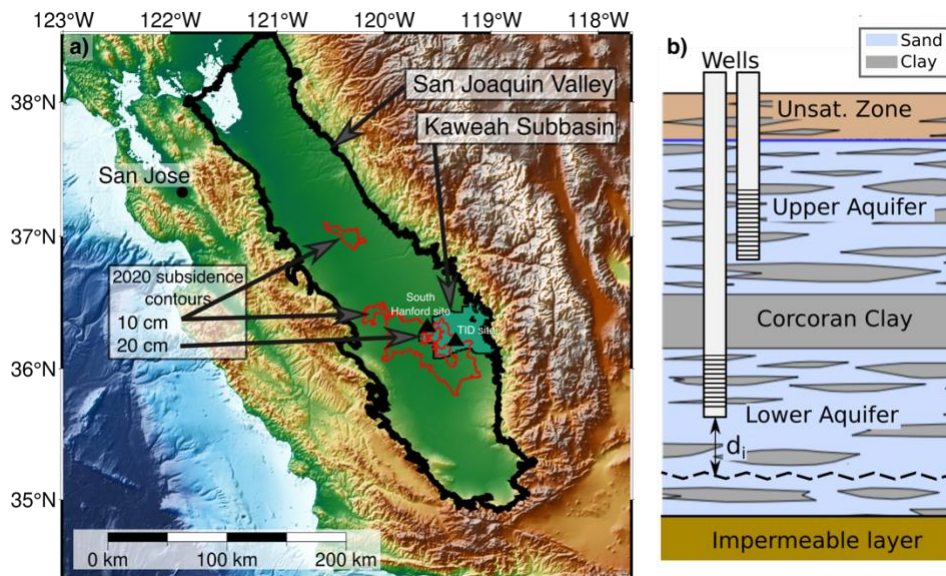 123°W 122°W 121°W 120°W 119°W 118°W
a)
38°N
37°N
36°N
35°N
San Joaquin Valley
Kaweah Subbasin
San Jose
2020 subsidence
contours
10 cm
20 cm
South
Hanford site
TID site
0 km 100 km 200 km
b)
Sand
Clay
Wells
Unsat. Zone
Upper Aquifer
Corcoran Clay
Lower Aquifer
dᵢ
Impermeable layer